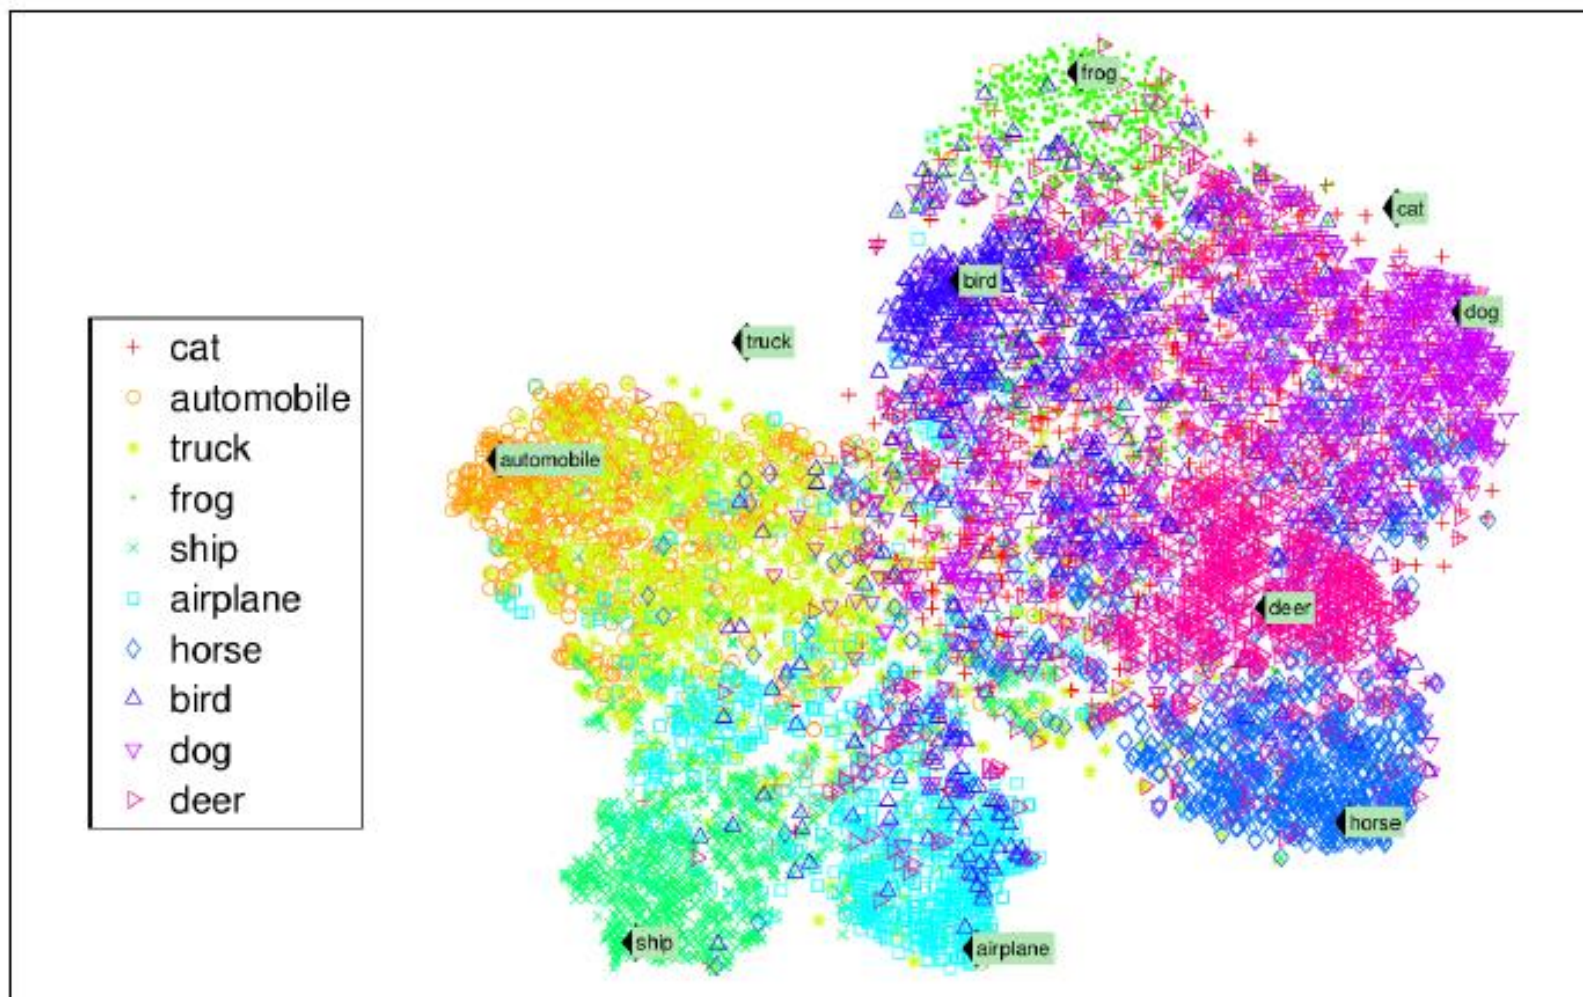 cat
automobile
truck
frog
ship
airplane
horse
bird
dog
deer
frog
cat
bird
dog
truck
automobile
deer
horse
ship
airplane